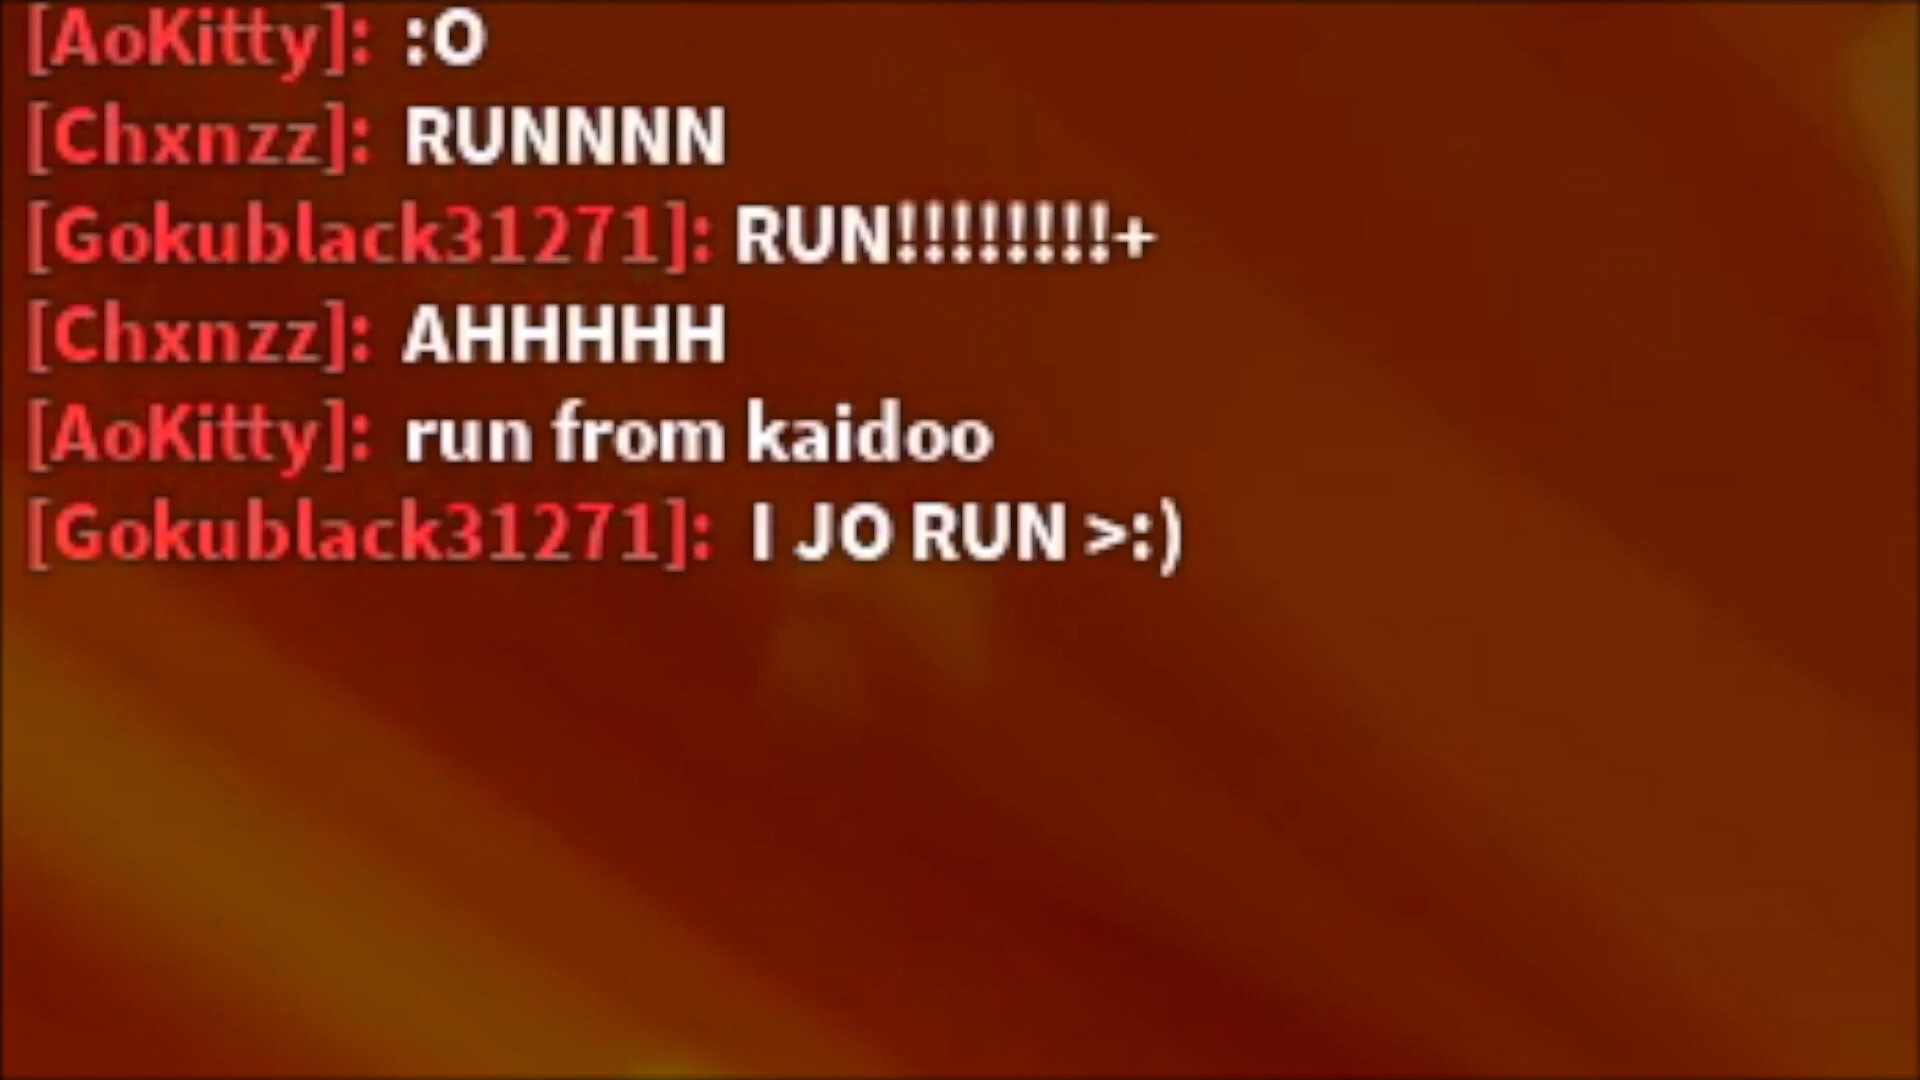 [AoKitty]: :O
[Chxnzz]: RUNNNN
[Gokublack31271]: RUN!!!!!!!!+
[Chxnzz]: AHHHHH
[AoKitty]: run from kaidoo
[Gokublack31271]: I JO RUN >:)